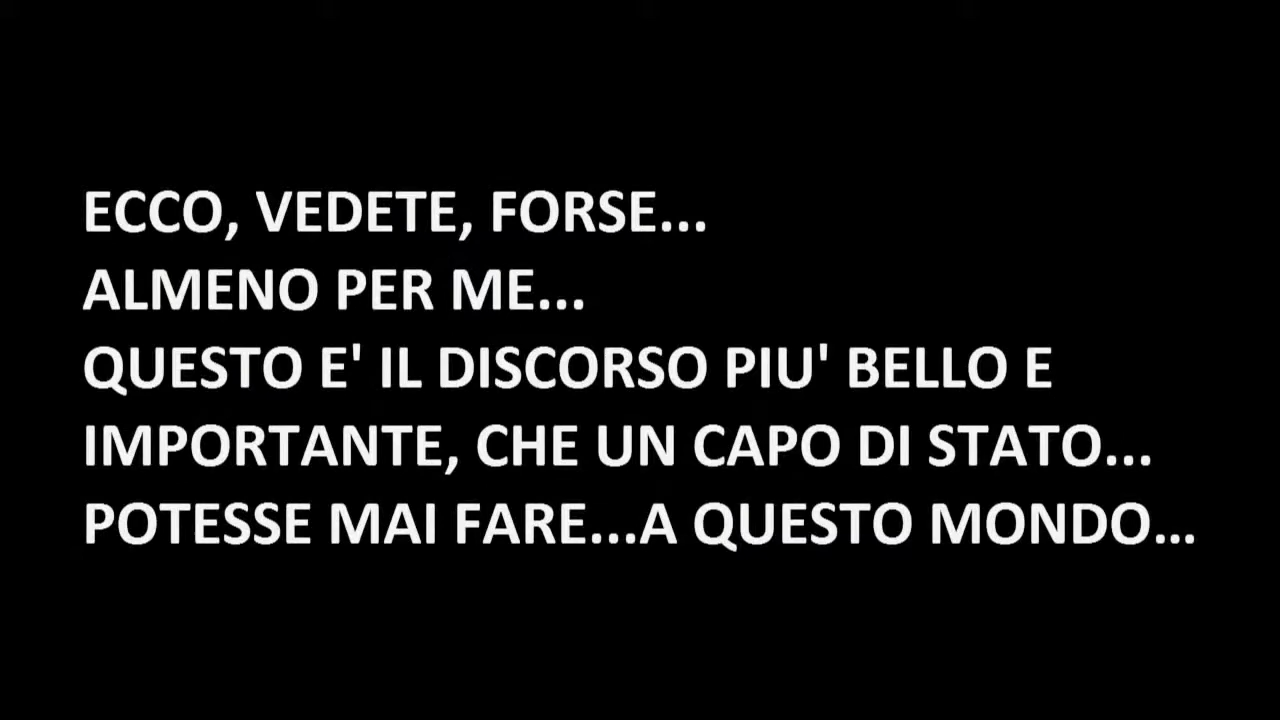 ECCO, VEDETE, FORSE...
ALMENO PER ME...
QUESTO E' IL DISCORSO PIU' BELLO E
IMPORTANTE, CHE UN CAPO DI STATO...
POTESSE MAI FARE...A QUESTO MONDO...